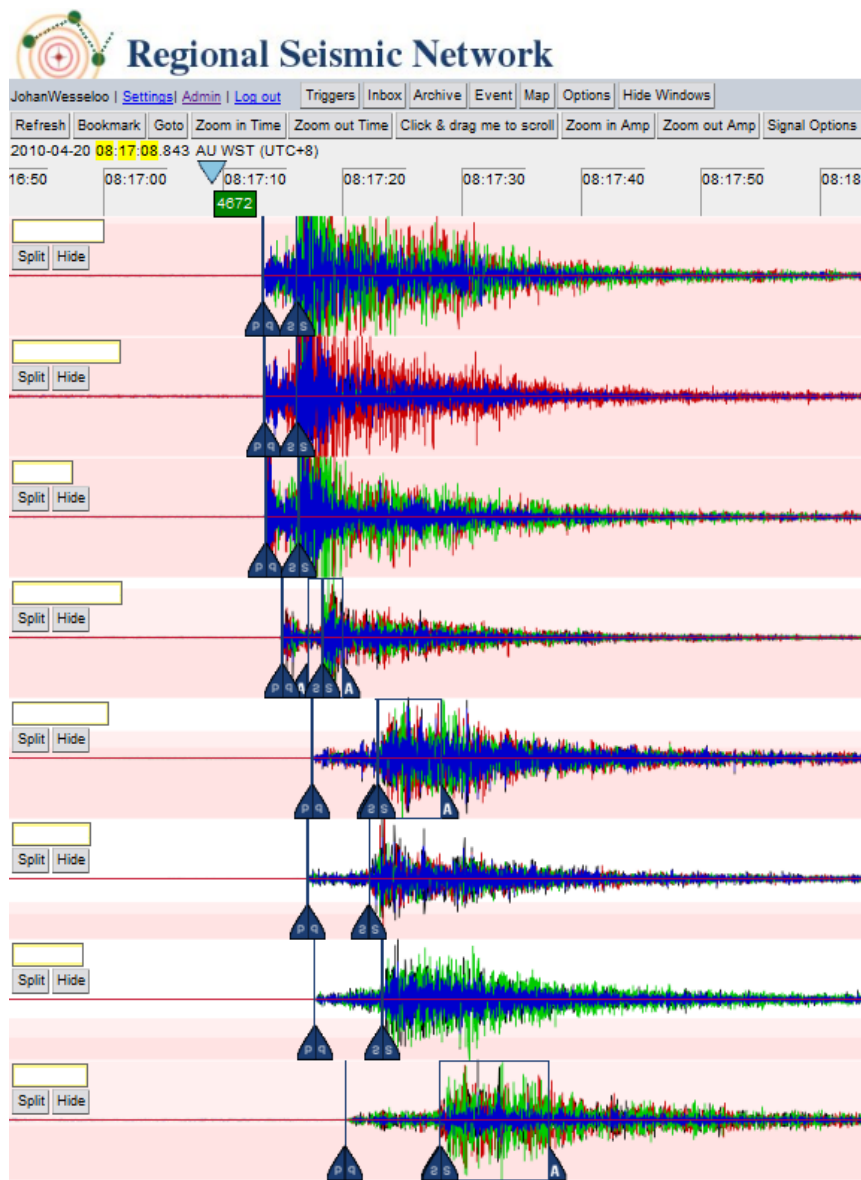 Regional Seismic Network
JohanWesseloo | Settings| Admin | Log out Triggers Inbox Archive Event Map Options Hide Windows
Refresh Bookmark Goto Zoom in Time Zoom out Time Click & drag me to scroll Zoom in Amp Zoom out Amp Signal Options
2010-04-20 08:17:08.843 AU WST (UTC+8)
16:50 08:17:00 08:17:10 08:17:20 08:17:30 08:17:40 08:17:50 08:18
4672
Split Hide
P P S S
Split Hide
P P S S
Split Hide
P P S S
Split Hide
P P A S S A
Split Hide
P P S S A
Split Hide
P P S S
Split Hide
P P S S
Split Hide
P P S S A